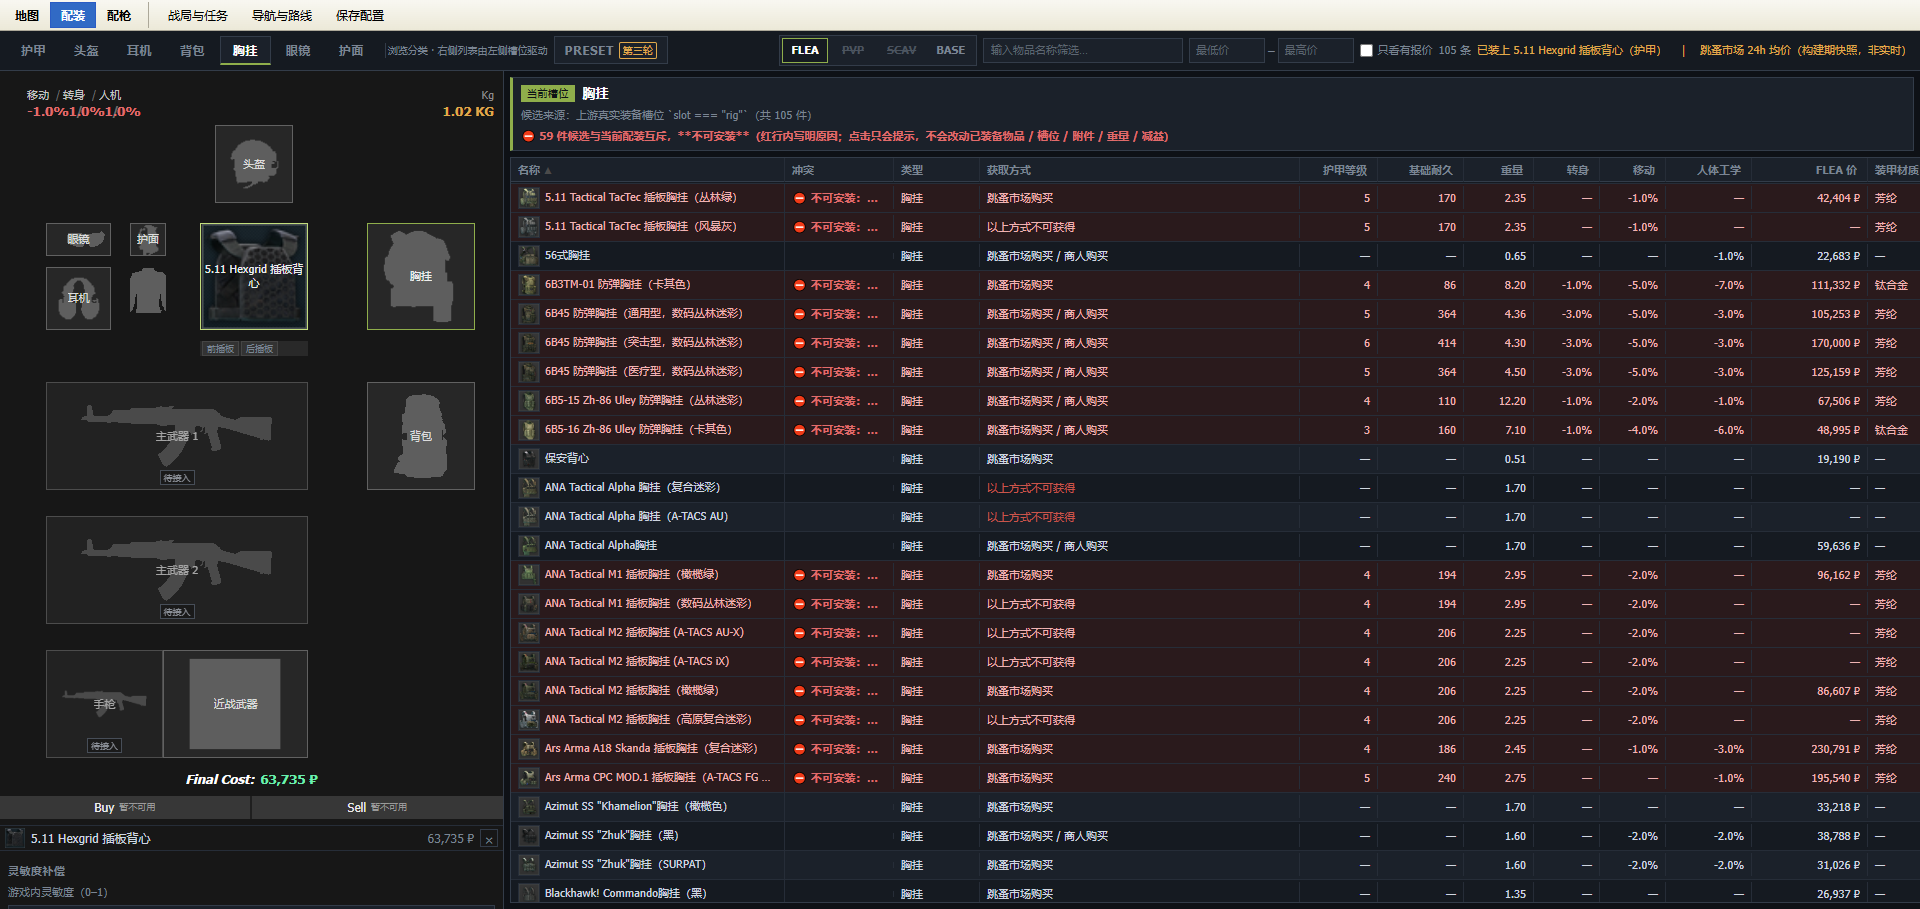 地图 配装 配枪 战局与任务 导航与路线 保存配置
护甲 头盔 耳机 背包 胸挂 眼镜 护面 浏览分类 · 右侧列表由左侧槽位驱动 PRESET 第三轮 FLEA PVP SCAV BASE 输入物品名称筛选... 最低价 – 最高价 只看有报价 105 条 已装上 5.11 Hexgrid 插板背心（护甲） | 跳蚤市场 24h 均价（构建期快照，非实时）
移动 / 转身 / 人机 Kg
-1.0%1/0%1/0% 1.02 KG
头盔
眼镜 护面 5.11 Hexgrid 插板背心 胸挂
耳机
前插板 后插板
主武器 1
待接入
背包
主武器 2
待接入
手枪
待接入
近战武器
Final Cost: 63,735 ₽
Buy 暂不可用 Sell 暂不可用
5.11 Hexgrid 插板背心 63,735 ₽ ×
灵敏度补偿
游戏内灵敏度（0–1）
当前槽位 胸挂
候选来源：上游真实装备槽位 `slot === "rig"`（共 105 件）
⛔ 59 件候选与当前配装互斥，**不可安装**（红行内写明原因；点击只会提示，不会改动已装备物品 / 槽位 / 附件 / 重量 / 减益）
名称 ▲ 冲突 类型 获取方式 护甲等级 基础耐久 重量 转身 移动 人体工学 FLEA 价 装甲材质
5.11 Tactical TacTec 插板胸挂（丛林绿） ⛔ 不可安装：... 胸挂 跳蚤市场购买 5 170 2.35 — -1.0% — 42,404 ₽ 芳纶
5.11 Tactical TacTec 插板胸挂（风暴灰） ⛔ 不可安装：... 胸挂 以上方式不可获得 5 170 2.35 — -1.0% — — 芳纶
56式胸挂 胸挂 跳蚤市场购买 / 商人购买 — — 0.65 — — -1.0% 22,683 ₽ —
6B3TM-01 防弹胸挂（卡其色） ⛔ 不可安装：... 胸挂 跳蚤市场购买 4 86 8.20 -1.0% -5.0% -7.0% 111,332 ₽ 钛合金
6B45 防弹胸挂（通用型，数码丛林迷彩） ⛔ 不可安装：... 胸挂 跳蚤市场购买 / 商人购买 5 364 4.36 -3.0% -5.0% -3.0% 105,253 ₽ 芳纶
6B45 防弹胸挂（突击型，数码丛林迷彩） ⛔ 不可安装：... 胸挂 跳蚤市场购买 / 商人购买 6 414 4.30 -3.0% -5.0% -3.0% 170,000 ₽ 芳纶
6B45 防弹胸挂（医疗型，数码丛林迷彩） ⛔ 不可安装：... 胸挂 跳蚤市场购买 / 商人购买 5 364 4.50 -3.0% -5.0% -3.0% 125,159 ₽ 芳纶
6B5-15 Zh-86 Uley 防弹胸挂（丛林迷彩） ⛔ 不可安装：... 胸挂 跳蚤市场购买 / 商人购买 4 110 12.20 -1.0% -2.0% -1.0% 67,506 ₽ 芳纶
6B5-16 Zh-86 Uley 防弹胸挂（卡其色） ⛔ 不可安装：... 胸挂 跳蚤市场购买 / 商人购买 3 160 7.10 -1.0% -4.0% -6.0% 48,995 ₽ 钛合金
保安背心 胸挂 跳蚤市场购买 — — 0.51 — — — 19,190 ₽ —
ANA Tactical Alpha 胸挂（复合迷彩） 胸挂 以上方式不可获得 — — 1.70 — — — — —
ANA Tactical Alpha 胸挂（A-TACS AU） 胸挂 以上方式不可获得 — — 1.70 — — — — —
ANA Tactical Alpha胸挂 胸挂 跳蚤市场购买 / 商人购买 — — 1.70 — — — 59,636 ₽ —
ANA Tactical M1 插板胸挂（橄榄绿） ⛔ 不可安装：... 胸挂 跳蚤市场购买 4 194 2.95 — -2.0% — 96,162 ₽ 芳纶
ANA Tactical M1 插板胸挂（数码丛林迷彩） ⛔ 不可安装：... 胸挂 以上方式不可获得 4 194 2.95 — -2.0% — — 芳纶
ANA Tactical M2 插板胸挂 (A-TACS AU-X) ⛔ 不可安装：... 胸挂 以上方式不可获得 4 206 2.25 — -2.0% — — 芳纶
ANA Tactical M2 插板胸挂 (A-TACS iX) ⛔ 不可安装：... 胸挂 以上方式不可获得 4 206 2.25 — -2.0% — — 芳纶
ANA Tactical M2 插板胸挂（橄榄绿） ⛔ 不可安装：... 胸挂 跳蚤市场购买 4 206 2.25 — -2.0% — 86,607 ₽ 芳纶
ANA Tactical M2 插板胸挂（高原复合迷彩） ⛔ 不可安装：... 胸挂 以上方式不可获得 4 206 2.25 — -2.0% — — 芳纶
Ars Arma A18 Skanda 插板胸挂（复合迷彩） ⛔ 不可安装：... 胸挂 跳蚤市场购买 4 186 2.45 — -1.0% -3.0% 230,791 ₽ 芳纶
Ars Arma CPC MOD.1 插板胸挂（A-TACS FG ... ⛔ 不可安装：... 胸挂 跳蚤市场购买 5 240 2.75 — — -1.0% 195,540 ₽ 芳纶
Azimut SS "Khamelion"胸挂（橄榄色） 胸挂 跳蚤市场购买 — — 1.70 — — — 33,218 ₽ —
Azimut SS "Zhuk"胸挂（黑） 胸挂 跳蚤市场购买 / 商人购买 — — 1.60 — -2.0% -2.0% 38,788 ₽ —
Azimut SS "Zhuk"胸挂（SURPAT） 胸挂 跳蚤市场购买 — — 1.60 — -2.0% -2.0% 31,026 ₽ —
Blackhawk! Commando胸挂（黑） 胸挂 跳蚤市场购买 — — 1.35 — — — 26,937 ₽ —